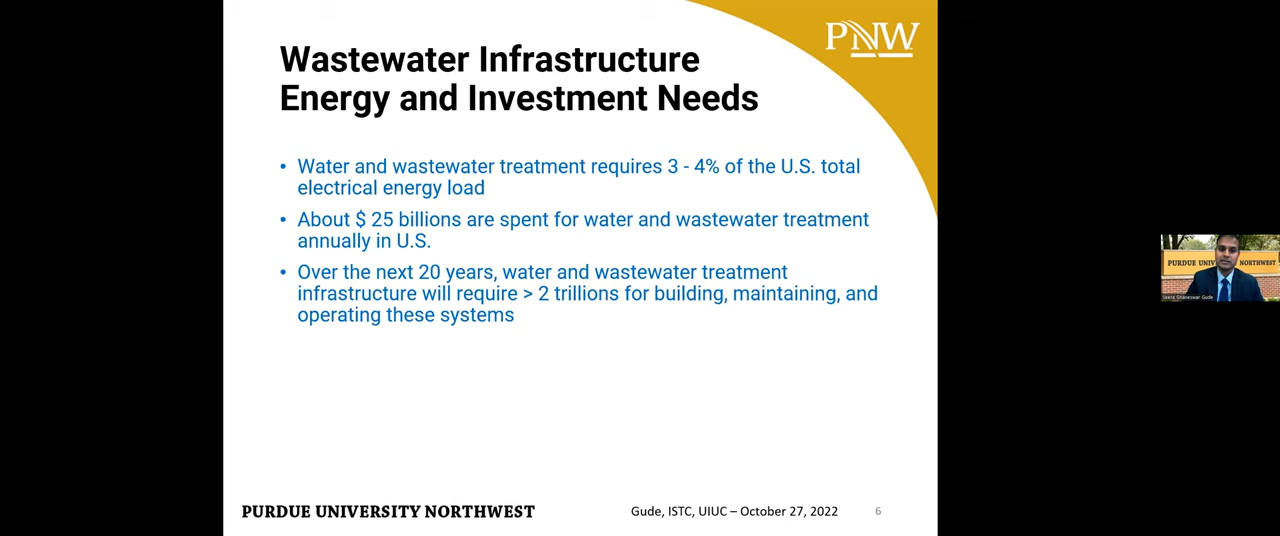 PNW
Wastewater Infrastructure
Energy and Investment Needs
• Water and wastewater treatment requires 3 - 4% of the U.S. total
electrical energy load
• About $ 25 billions are spent for water and wastewater treatment
annually in U.S.
• Over the next 20 years, water and wastewater treatment
infrastructure will require > 2 trillions for building, maintaining, and
operating these systems
PURDUE UNIV NORTHWEST
Gnaneswar Gude
PURDUE UNIVERSITY NORTHWEST
Gude, ISTC, UIUC – October 27, 2022
6